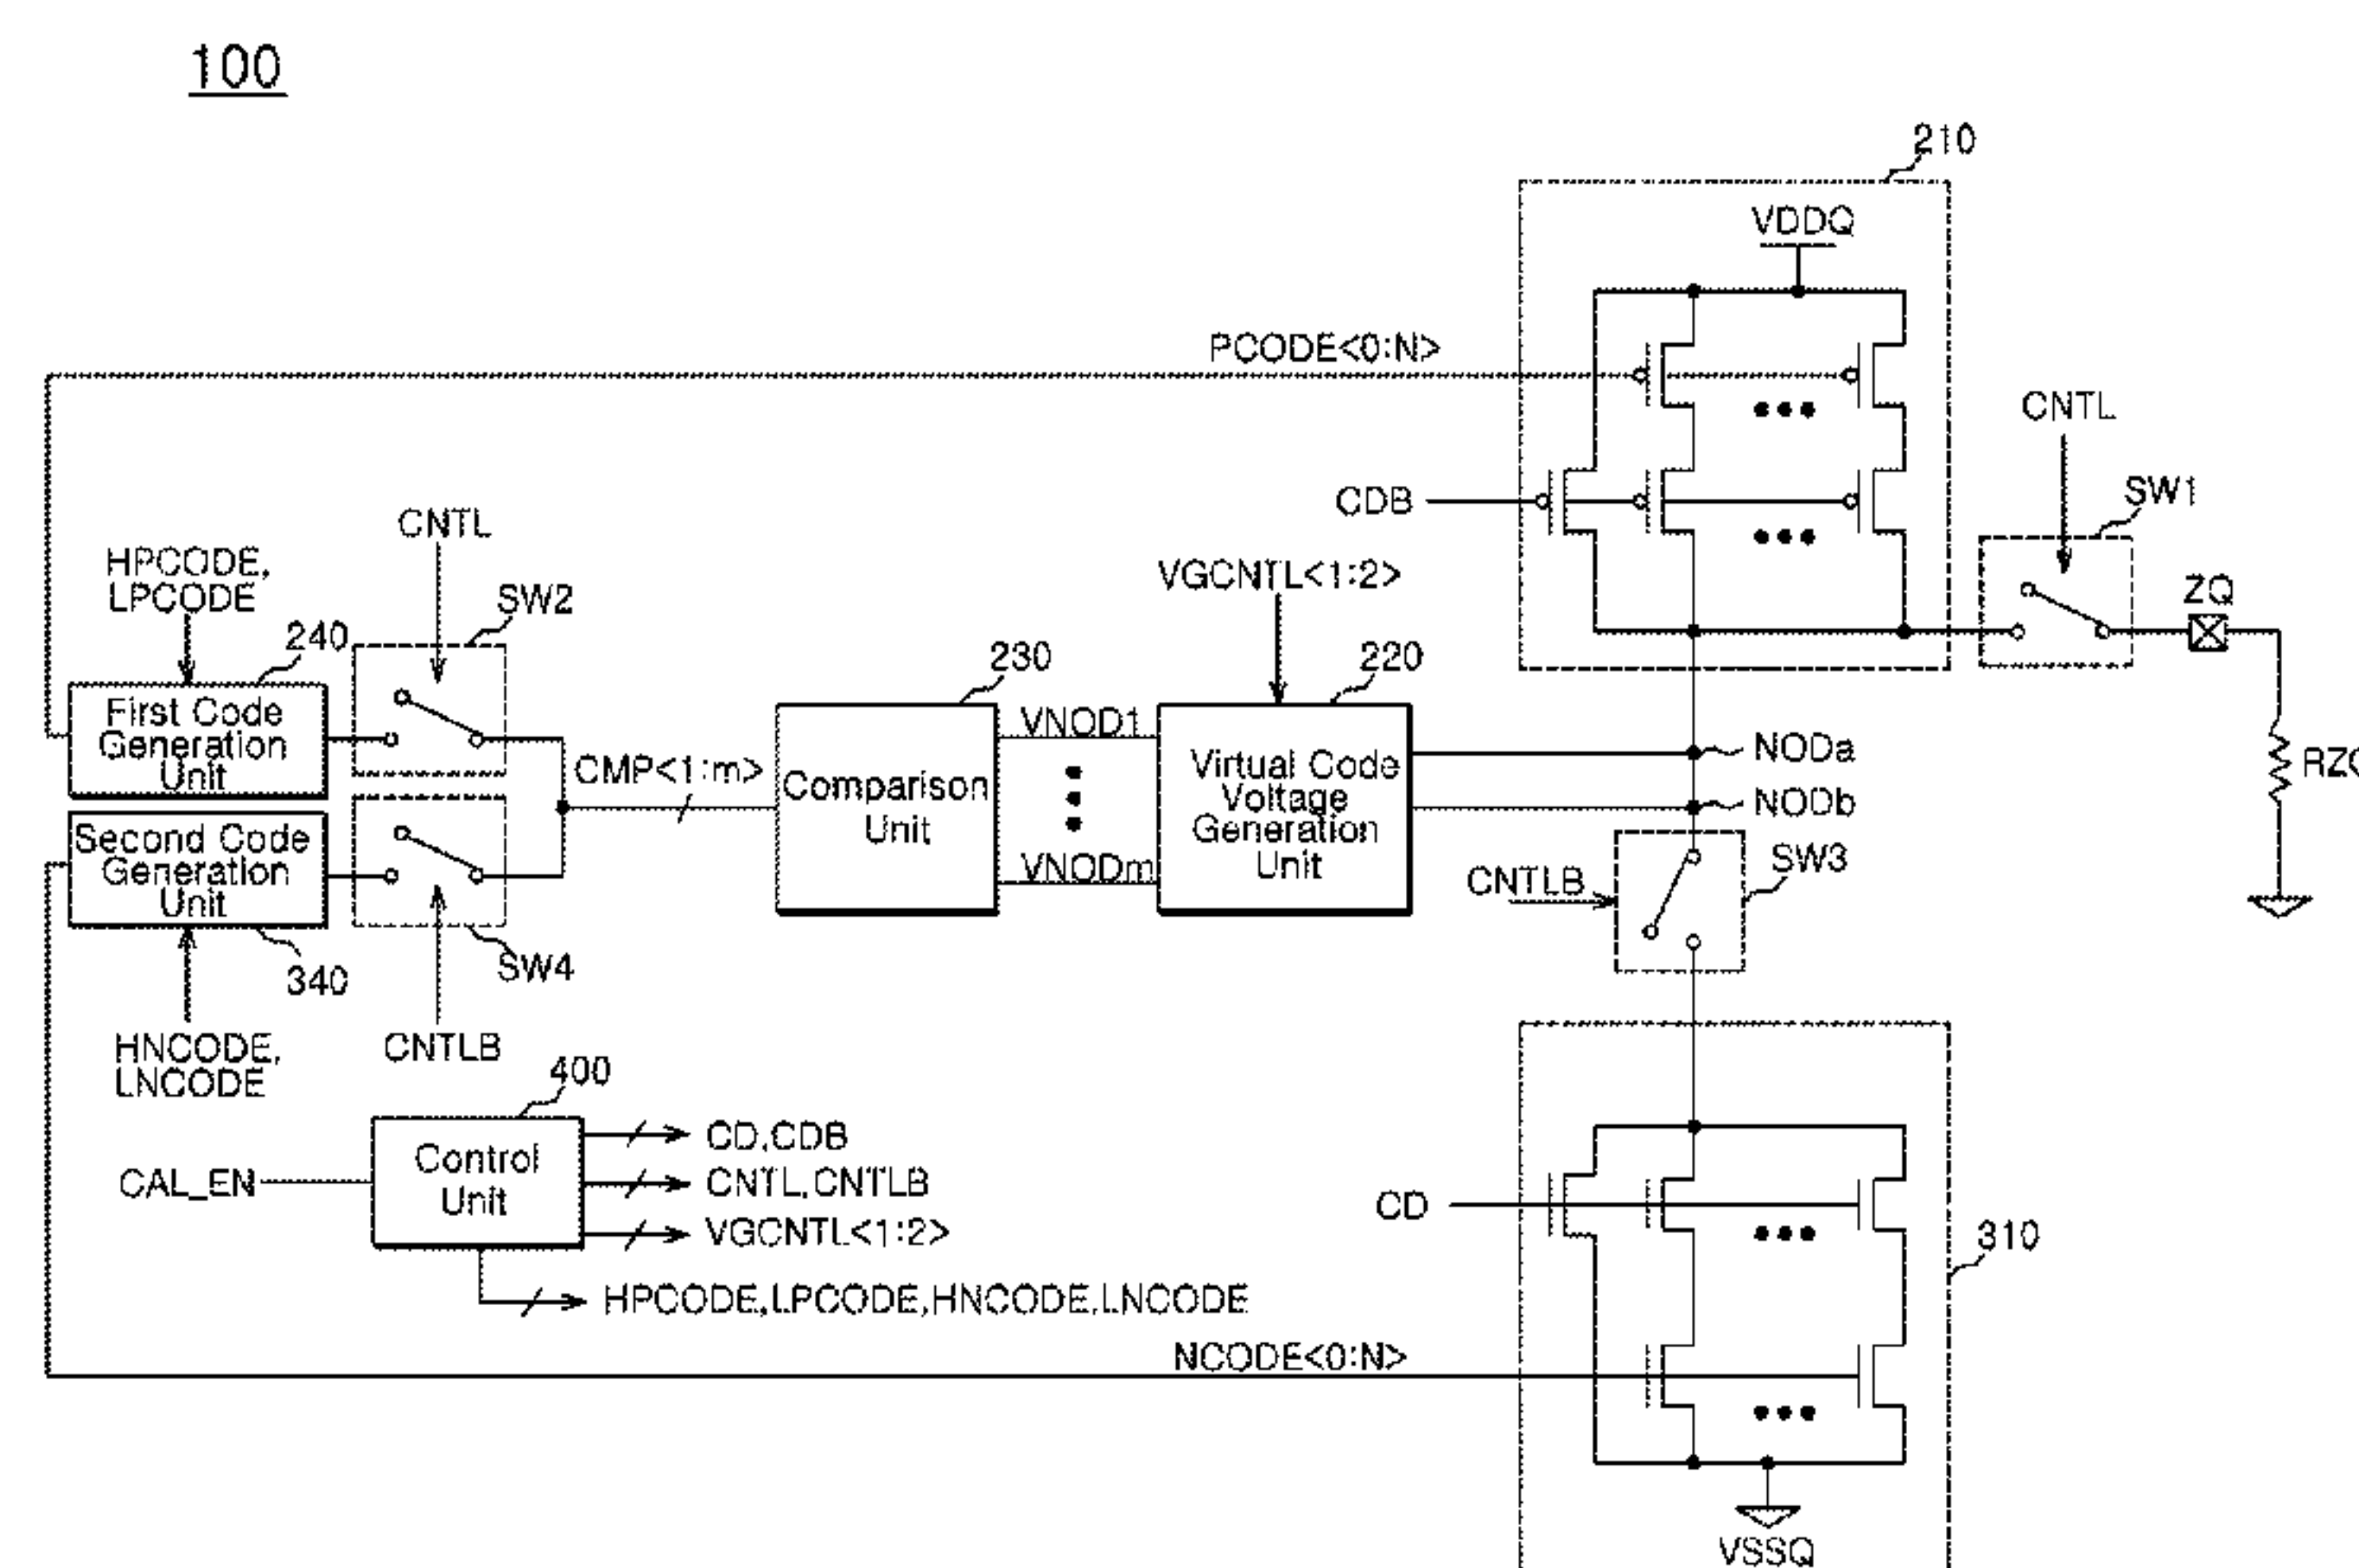 100
210
VDDQ
PCODE<0:N>
CNTL
CDB
SW1
CNTL
HPCODE,
LPCODE
SW2
VGCNTL<1:2>
ZQ
240
230
220
First Code
Generation
Unit
CMP<1:m>
VNOD1
Comparison
Unit
Virtual Code
Voltage
Generation
Unit
NODa
NODb
Second Code
Generation
Unit
VNODm
CNTLB
SW3
340
SW4
HNCODE,
LNCODE
CNTLB
400
Control
Unit
CAL_EN
CD,CDB
CNTL,CNTLB
VGCNTL<1:2>
HPCODE,LPCODE,HNCODE,LNCODE
CD
310
NCODE<0:N>
VSSQ